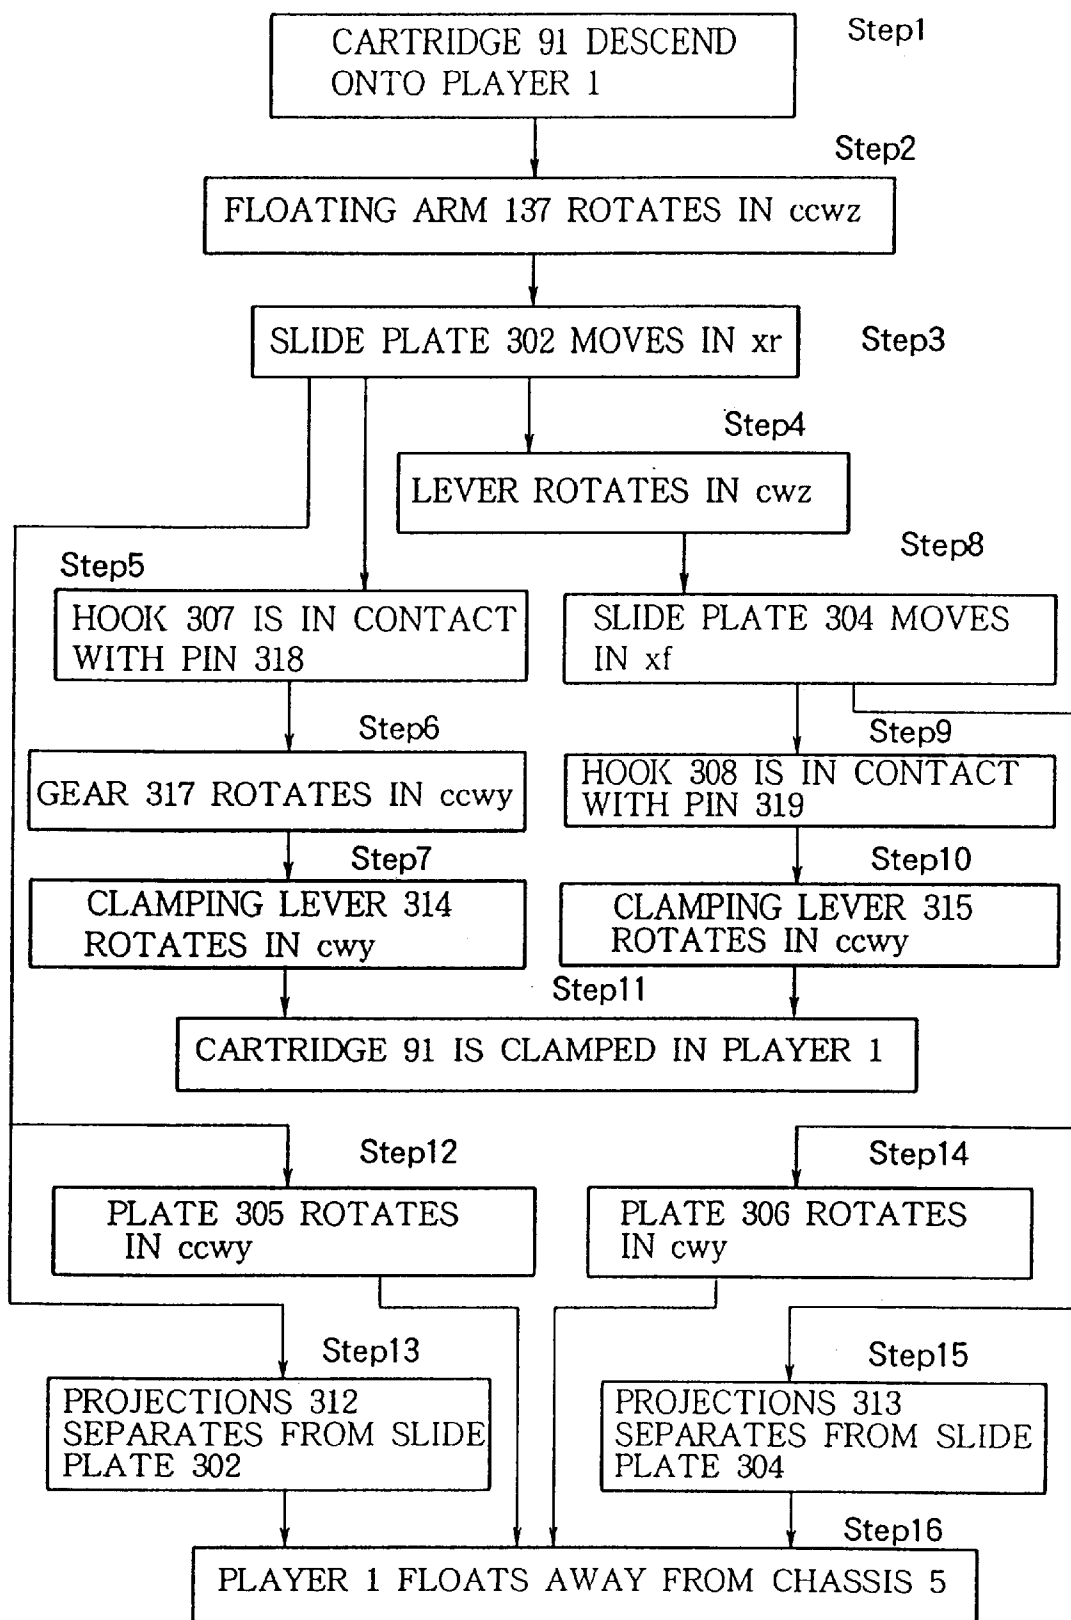 Step1
CARTRIDGE 91 DESCEND
ONTO PLAYER 1
Step2
FLOATING ARM 137 ROTATES IN ccwz
SLIDE PLATE 302 MOVES IN xr
Step3
Step4
LEVER ROTATES IN cwz
Step5
HOOK 307 IS IN CONTACT
WITH PIN 318
Step8
SLIDE PLATE 304 MOVES
IN xf
Step6
GEAR 317 ROTATES IN ccwy
Step9
HOOK 308 IS IN CONTACT
WITH PIN 319
Step7
CLAMPING LEVER 314
ROTATES IN cwy
Step10
CLAMPING LEVER 315
ROTATES IN ccwy
Step11
CARTRIDGE 91 IS CLAMPED IN PLAYER 1
Step12
PLATE 305 ROTATES
IN ccwy
Step14
PLATE 306 ROTATES
IN cwy
Step13
PROJECTIONS 312
SEPARATES FROM SLIDE
PLATE 302
Step15
PROJECTIONS 313
SEPARATES FROM SLIDE
PLATE 304
Step16
PLAYER 1 FLOATS AWAY FROM CHASSIS 5